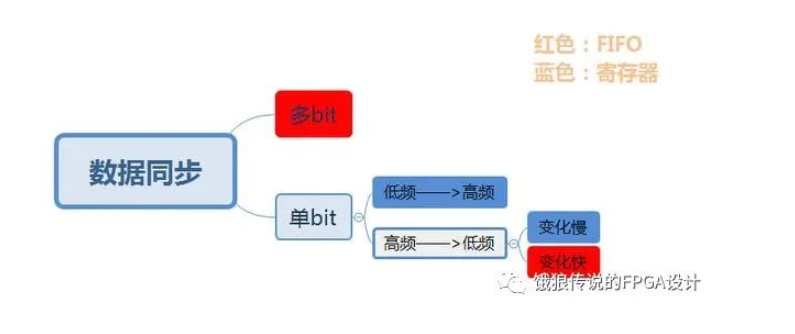 红色：FIFO
蓝色：寄存器
多bit
数据同步
单bit
低频——>高频
高频——>低频
变化慢
变化快
饿狼传说的FPGA设计